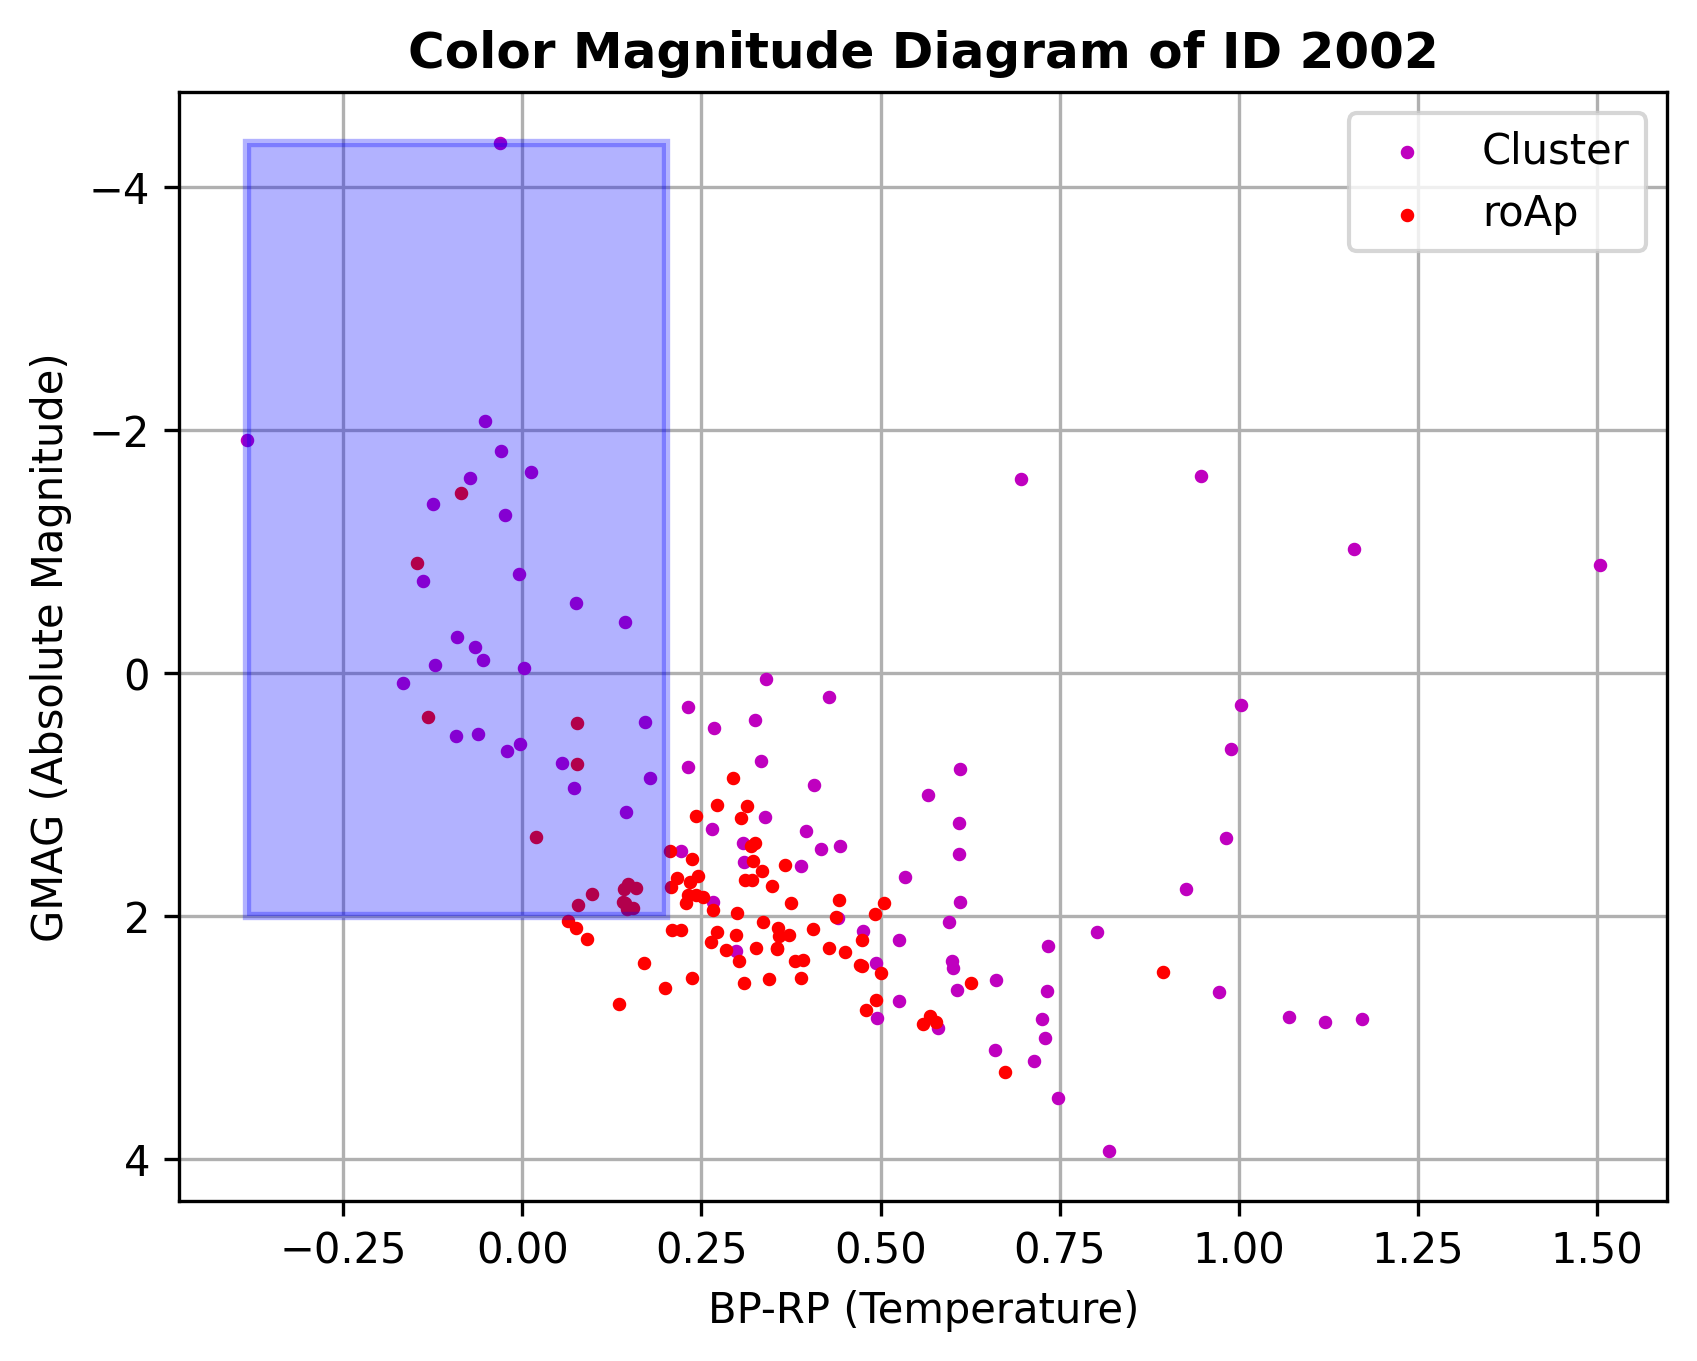 Color Magnitude Diagram of ID 2002
Cluster
roAp
−4
−2
0
2
4
GMAG (Absolute Magnitude)
−0.25 0.00 0.25 0.50 0.75 1.00 1.25 1.50
BP-RP (Temperature)